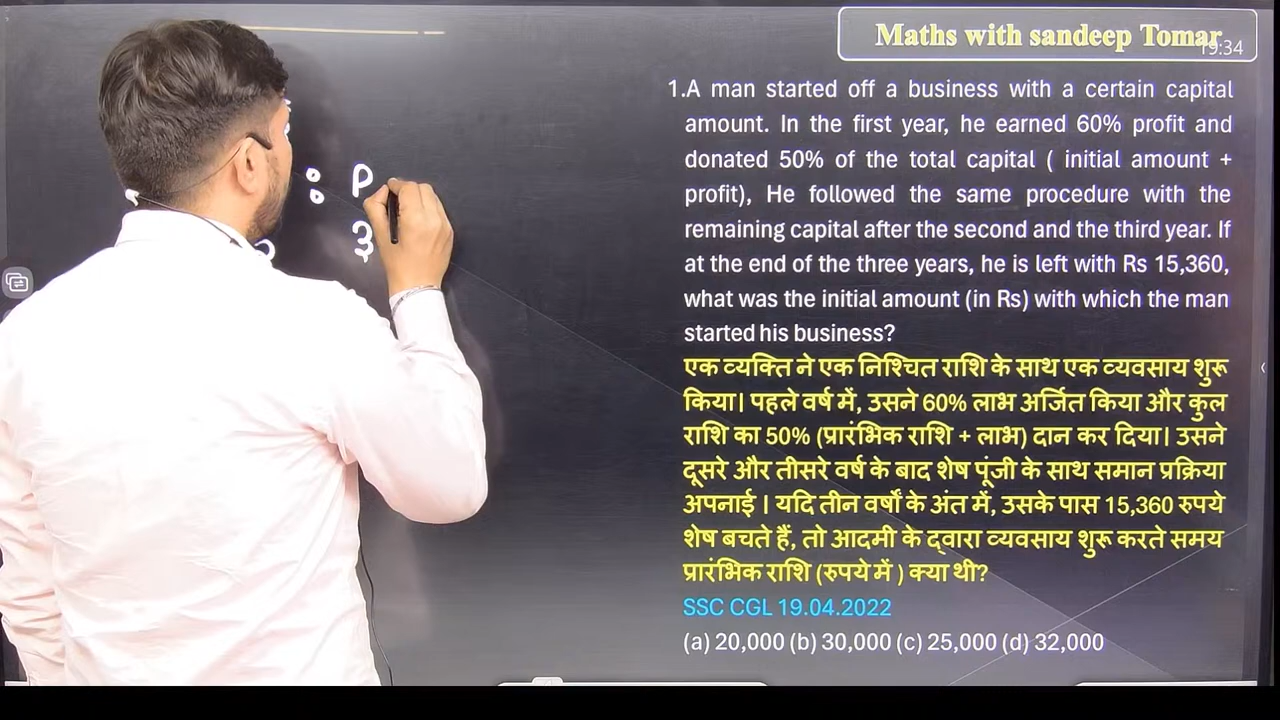 Maths with sandeep Tomar
19:34
1.A man started off a business with a certain capital
amount. In the first year, he earned 60% profit and
donated 50% of the total capital ( initial amount +
profit), He followed the same procedure with the
remaining capital after the second and the third year. If
at the end of the three years, he is left with Rs 15,360,
what was the initial amount (in Rs) with which the man
started his business?
एक व्यक्ति ने एक निश्चित राशि के साथ एक व्यवसाय शुरू
किया। पहले वर्ष में, उसने 60% लाभ अर्जित किया और कुल
राशि का 50% (प्रारंभिक राशि + लाभ) दान कर दिया। उसने
दूसरे और तीसरे वर्ष के बाद शेष पूंजी के साथ समान प्रक्रिया
अपनाई । यदि तीन वर्षों के अंत में, उसके पास 15,360 रुपये
शेष बचते हैं, तो आदमी के द्वारा व्यवसाय शुरू करते समय
प्रारंभिक राशि (रुपये में ) क्या थी?
SSC CGL 19.04.2022
(a) 20,000 (b) 30,000 (c) 25,000 (d) 32,000
: P
3